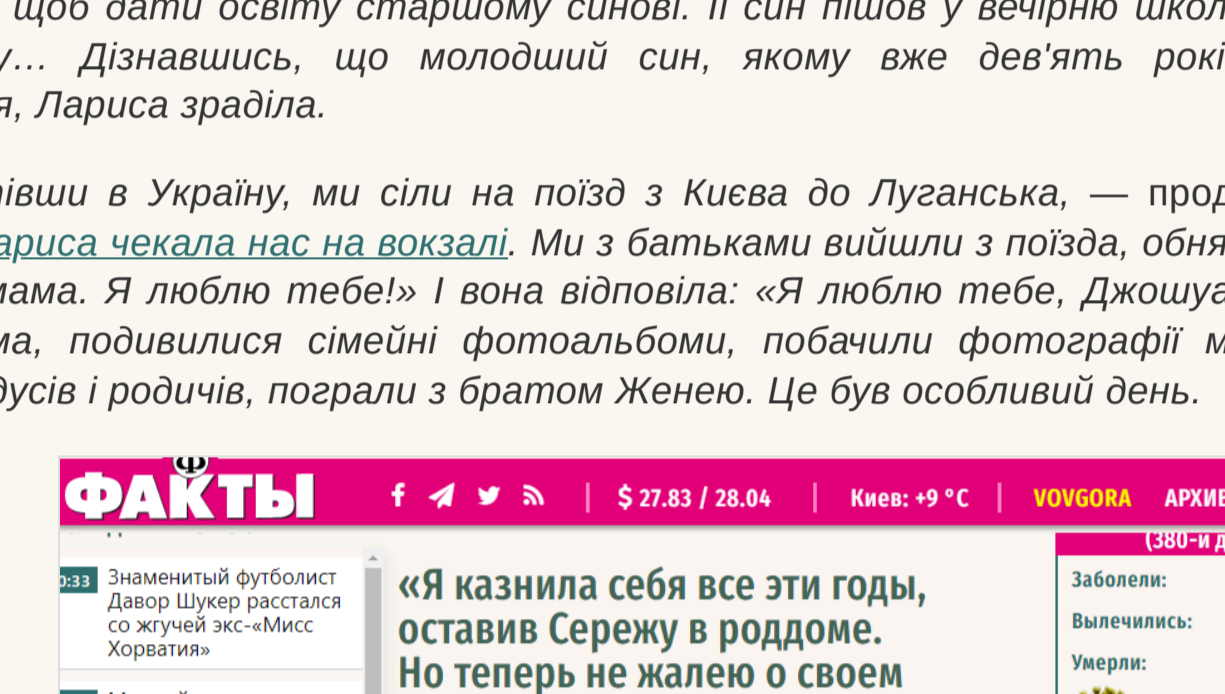 щоб дати освіту старшому синові. Її син пішов у вечірню школ
у… Дізнавшись, що молодший син, якому вже дев'ять рокі
я, Лариса зраділа.
івши в Україну, ми сіли на поїзд з Києва до Луганська, — прод
ариса чекала нас на вокзалі. Ми з батьками вийшли з поїзда, обня
мама. Я люблю тебе!» І вона відповіла: «Я люблю тебе, Джошуа
ма, подивилися сімейні фотоальбоми, побачили фотографії м
дусів і родичів, пограли з братом Женею. Це був особливий день.
ФАКТЫ | $ 27.83 / 28.04 | Киев: +9 °C | VOVGORA АРХИВ
(380-и д
0:33 Знаменитый футболист
Давор Шукер расстался
со жгучей экс-«Мисс
Хорватия»
«Я казнила себя все эти годы,
оставив Сережу в роддоме.
Но теперь не жалею о своем
Заболели:
Вылечились:
Умерли: